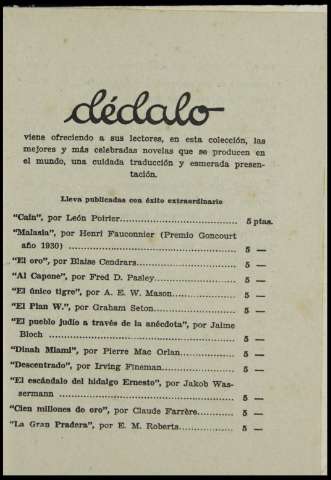 dédalo
viene ofreciendo a sus lectores, en esta colección, las
mejores y más celebradas novelas que se producen en
el mundo, una cuidada traducción y esmerada presen-
tación.
Lleva publicadas con éxito extraordinario
"Caín", por León Poirier.................... 5 ptas.
"Malasia", por Henri Fauconnier (Premio Goncourt
año 1930) .................... 5 —
"El oro", por Blaise Cendrars.................... 5 —
"Al Capone", por Fred D. Pasley.................... 5 —
"El único tigre", por A. E. W. Mason.................... 5 —
"El Plan W.", por Graham Seton.................... 5 —
"El pueblo judío a través de la anécdota", por Jaime
Bloch .................... 5 —
"Dinah Miami", por Pierre Mac Orlan.................... 5 —
"Descentrado", por Irving Fineman.................... 5 —
"El escándalo del hidalgo Ernesto", por Jakob Was-
sermann .................... 5 —
"Cien millones de oro", por Claude Farrère.................... 5 —
"La Gran Pradera", por E. M. Roberts.................... 5 —